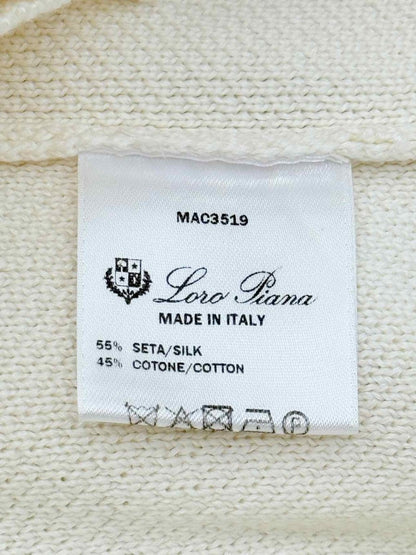 MAC3519
Loro Piana
MADE IN ITALY
55% SETA/SILK
45% COTONE/COTTON
P